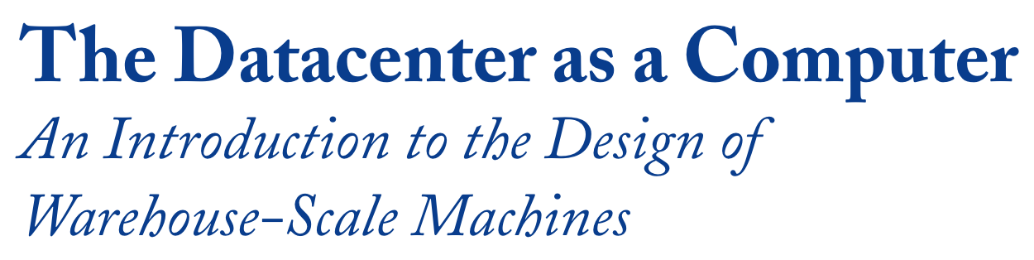 The Datacenter as a Computer
An Introduction to the Design of
Warehouse-Scale Machines